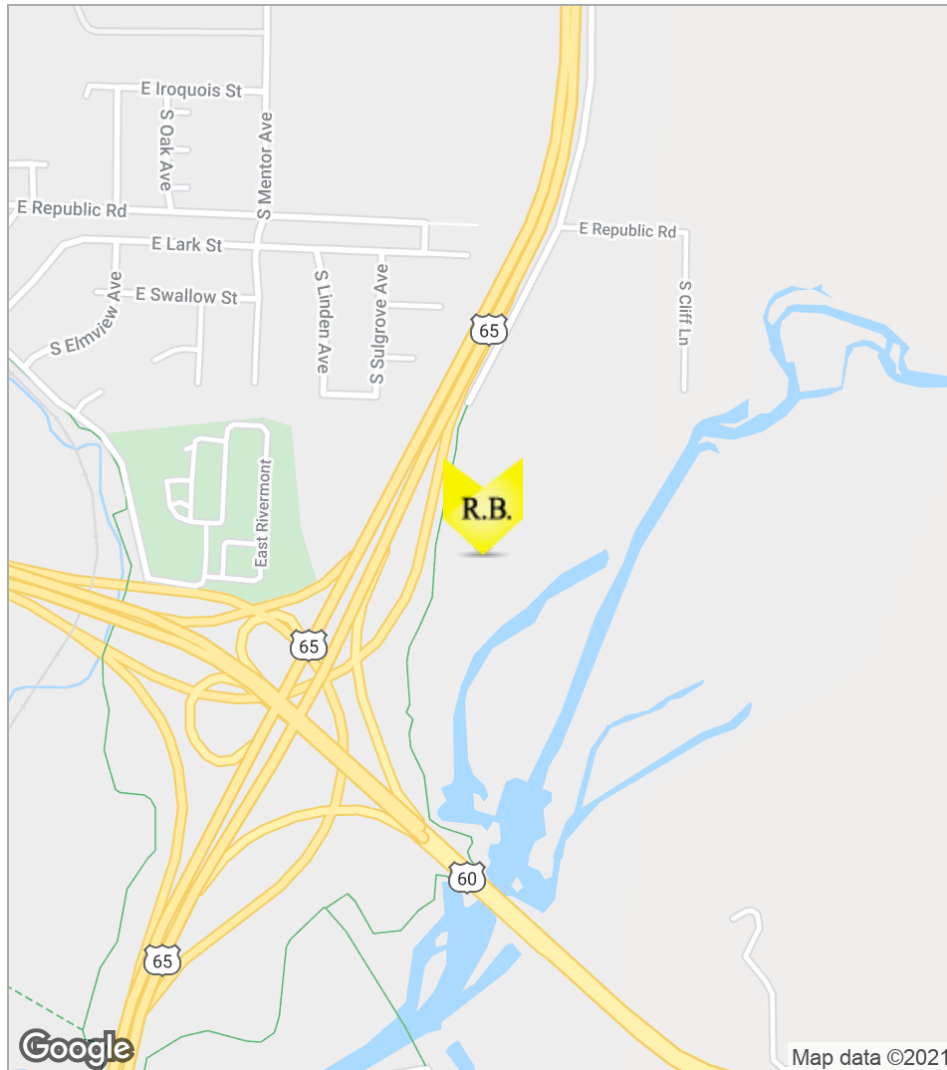 E Iroquois St
S Oak Ave
S Mentor Ave
E Republic Rd
E Republic Rd
E Lark St
S Linden Ave
S Sulgrove Ave
E Swallow St
S Elmview Ave
S Cliff Ln
65
R.B.
East Rivermont
65
60
65
Google
Map data ©2021